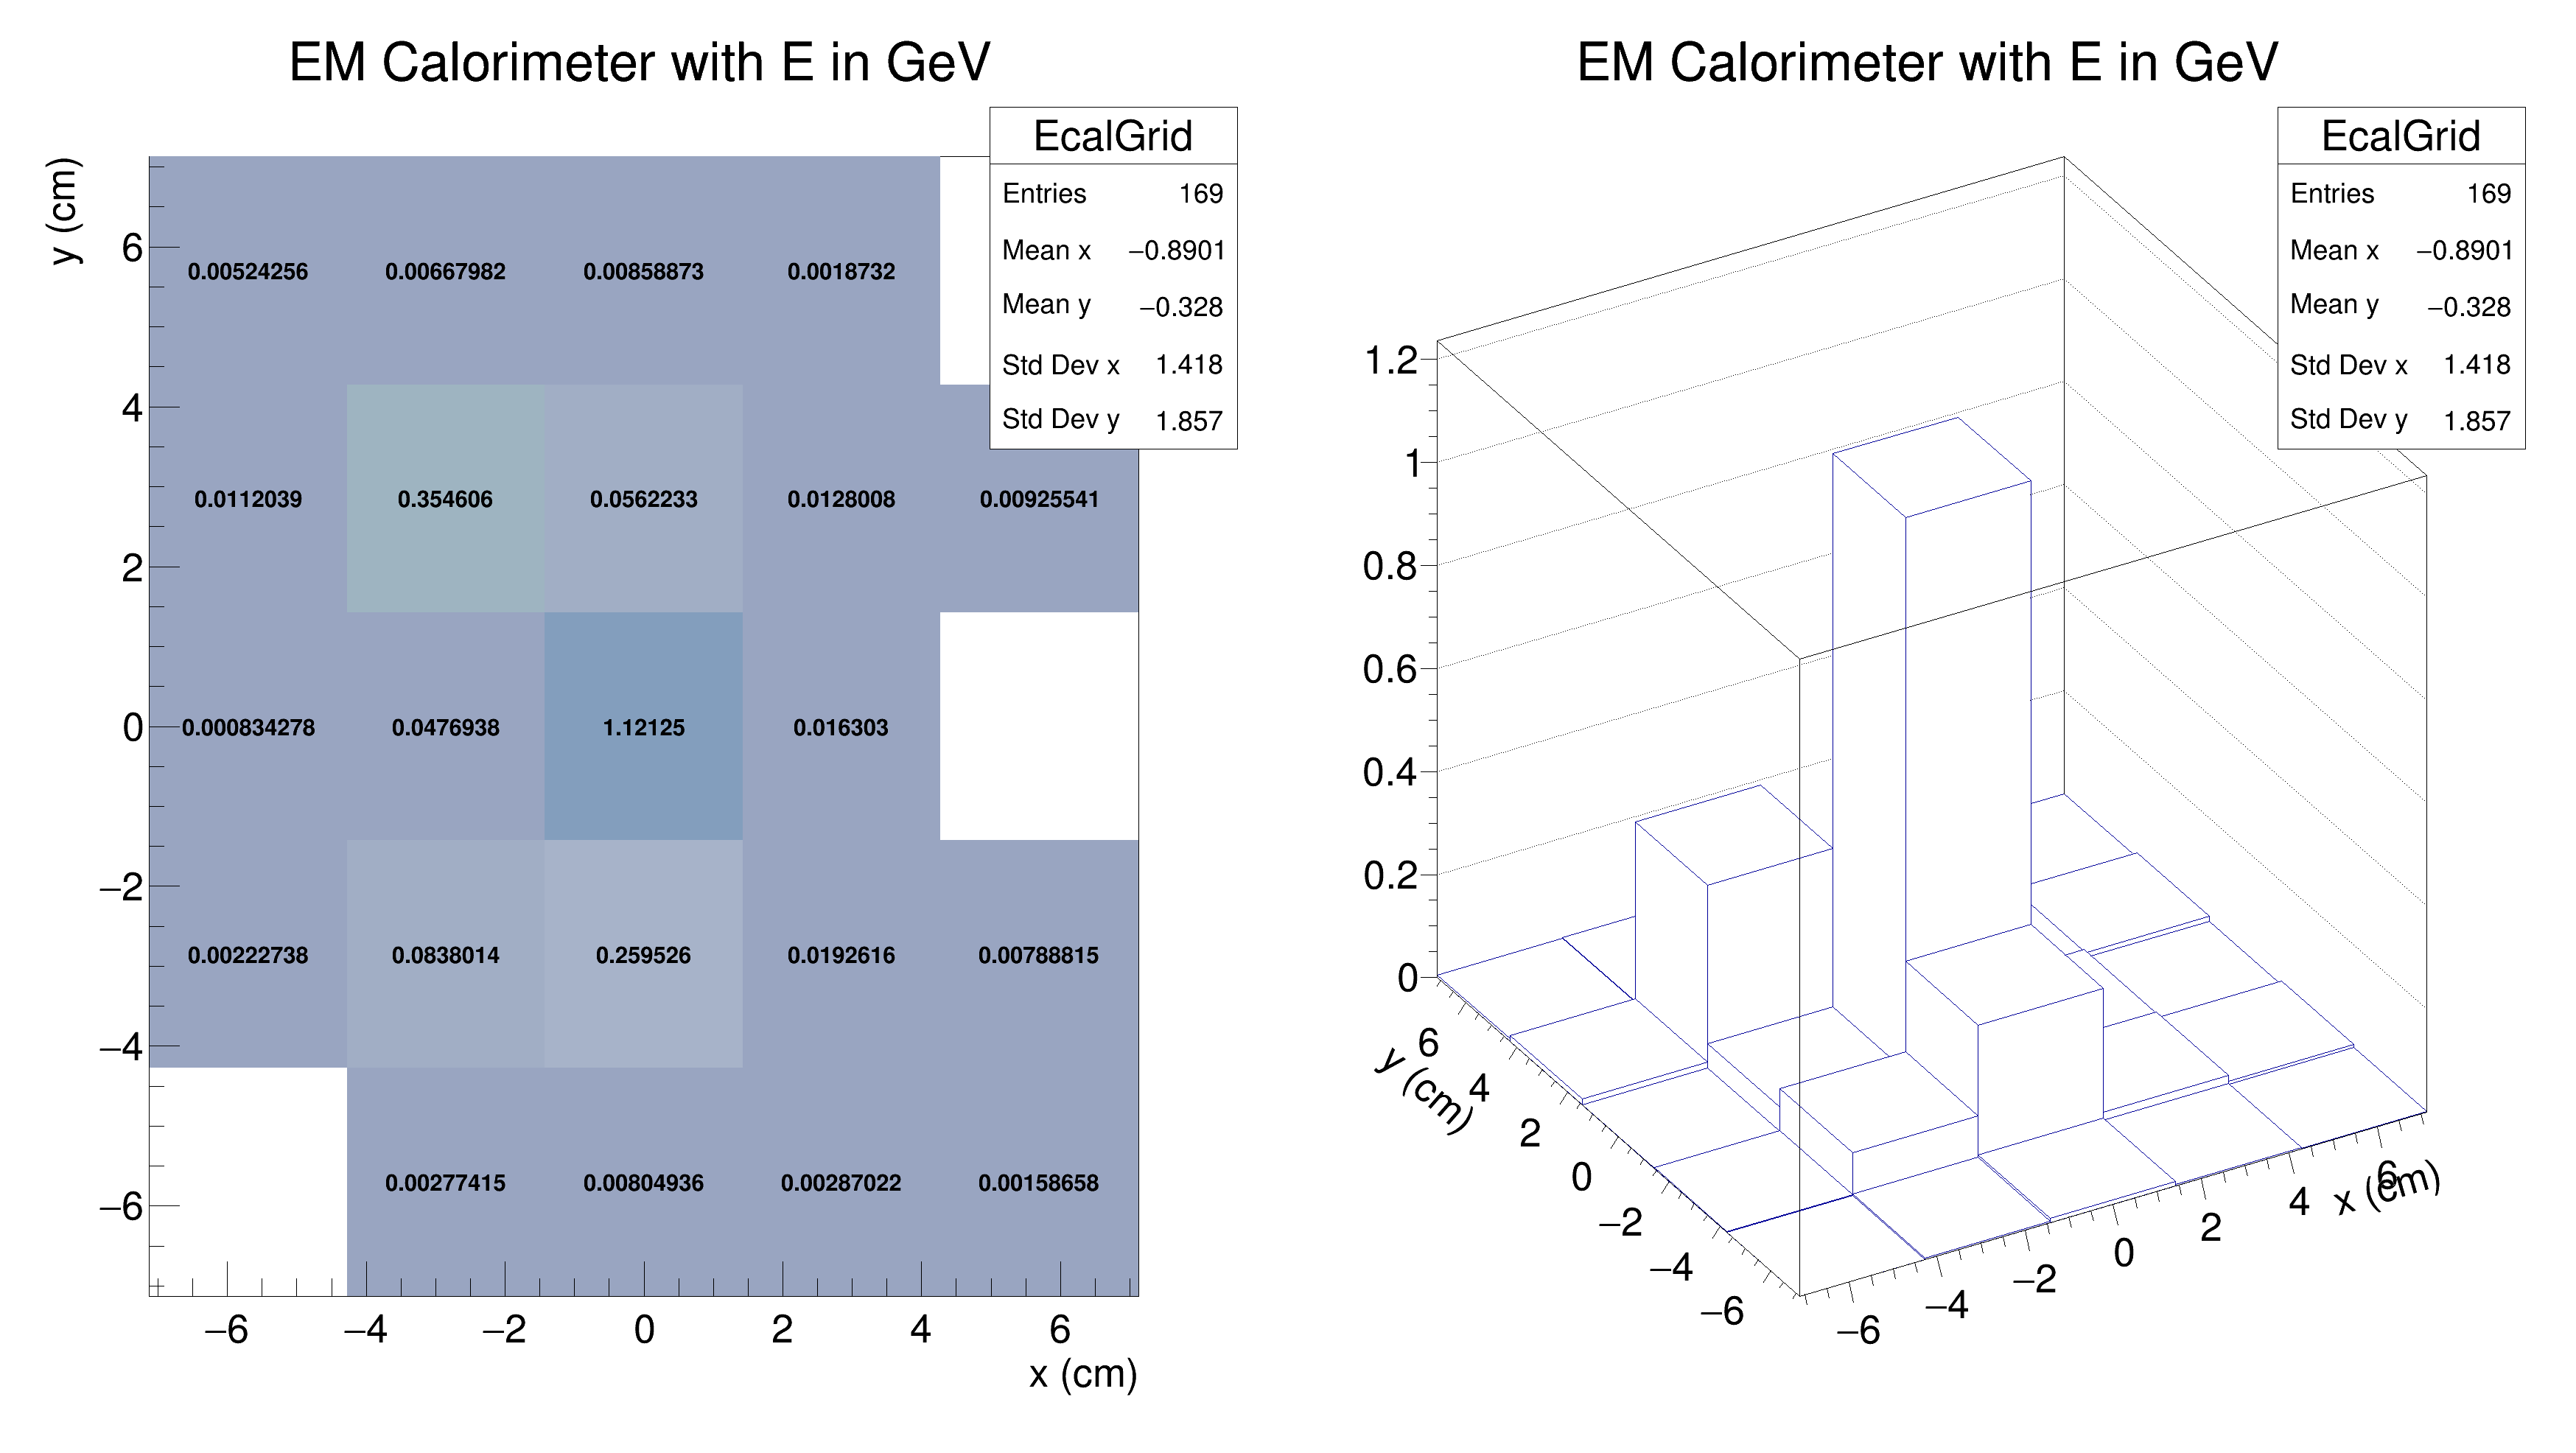 EM Calorimeter with E in GeV
EcalGrid
Entries 169
Mean x −0.8901
Mean y −0.328
Std Dev x 1.418
Std Dev y 1.857
y (cm)
6
4
2
0
−2
−4
−6
0.00524256 0.00667982 0.00858873 0.0018732
0.0112039 0.354606 0.0562233 0.0128008 0.00925541
0.000834278 0.0476938 1.12125 0.016303
0.00222738 0.0838014 0.259526 0.0192616 0.00788815
0.00277415 0.00804936 0.00287022 0.00158658
−6 −4 −2 0 2 4 6
x (cm)
EM Calorimeter with E in GeV
EcalGrid
Entries 169
Mean x −0.8901
Mean y −0.328
Std Dev x 1.418
Std Dev y 1.857
1.2
1
0.8
0.6
0.4
0.2
0
y (cm)
6
4
2
0
−2
−4
−6
−6
−4
−2
0
2
4
6
x (cm)